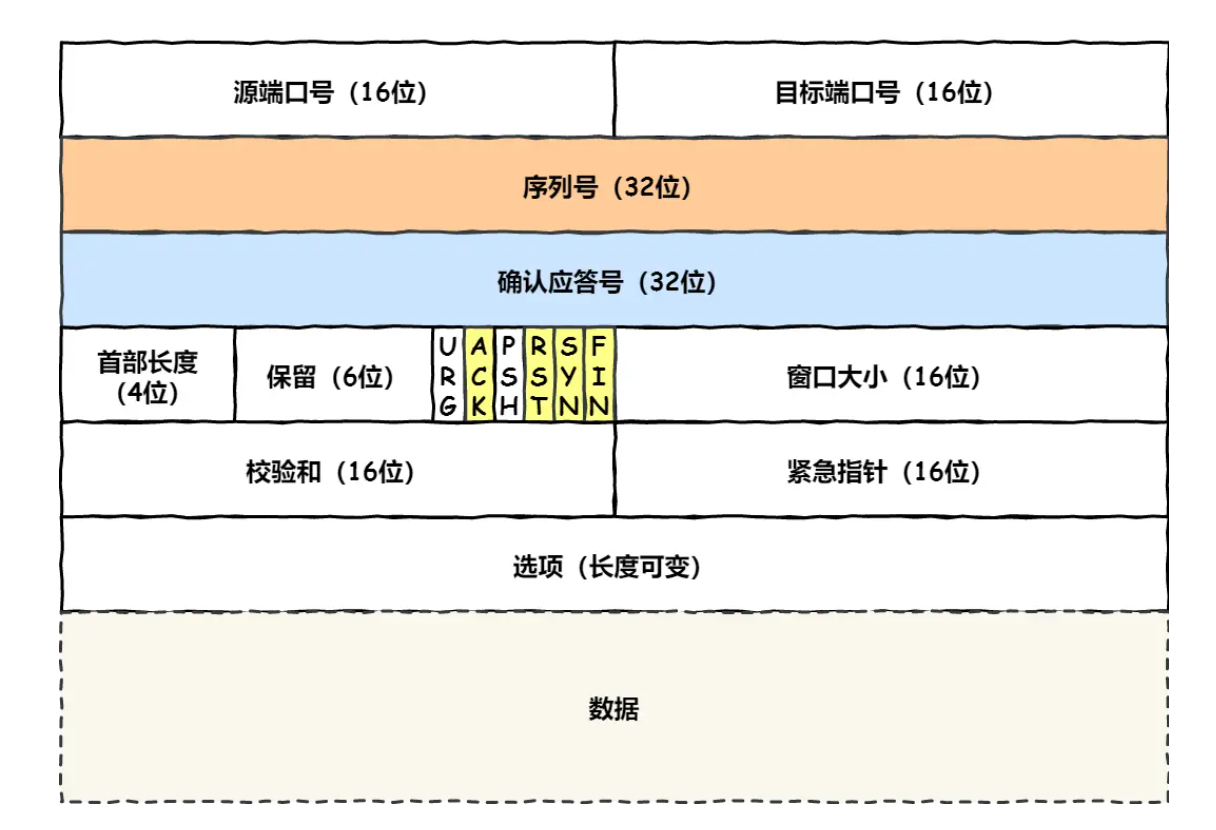 源端口号（16位）
目标端口号（16位）
序列号（32位）
确认应答号（32位）
首部长度
（4位）
保留（6位）
URG
ACK
PSH
RST
SYN
FIN
窗口大小（16位）
校验和（16位）
紧急指针（16位）
选项（长度可变）
数据